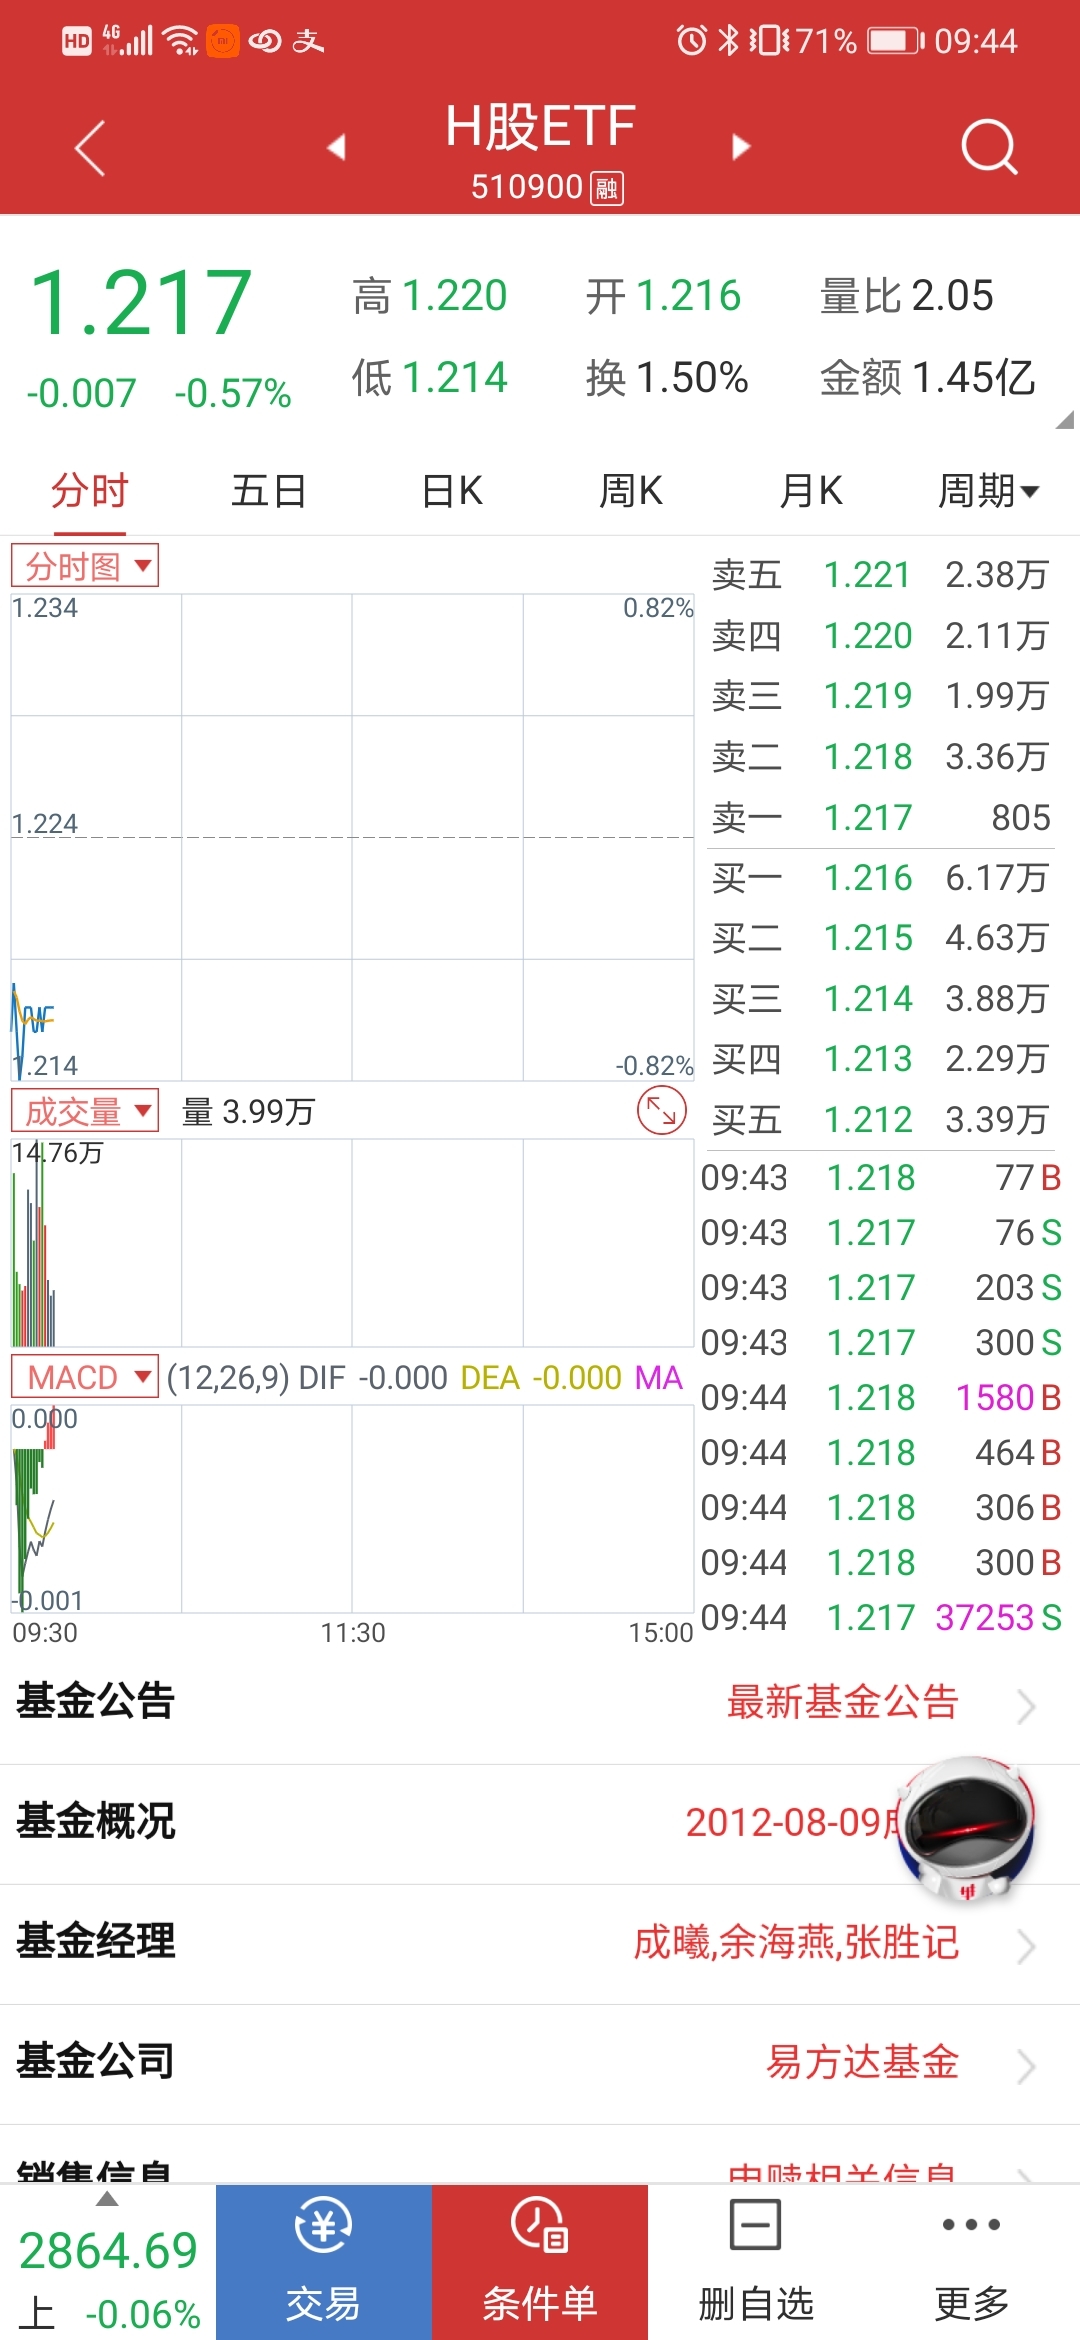 HD 4G 支 71% 09:44
H股ETF
510900 融
1.217
-0.007 -0.57%
高 1.220 开 1.216 量比 2.05
低 1.214 换 1.50% 金额 1.45亿
分时 五日 日K 周K 月K 周期
分时图
1.234 0.82%
1.224
1.214 -0.82%
成交量 量 3.99万
14.76万
MACD (12,26,9) DIF -0.000 DEA -0.000 MA
0.000
-0.001
09:30 11:30 15:00
卖五 1.221 2.38万
卖四 1.220 2.11万
卖三 1.219 1.99万
卖二 1.218 3.36万
卖一 1.217 805
买一 1.216 6.17万
买二 1.215 4.63万
买三 1.214 3.88万
买四 1.213 2.29万
买五 1.212 3.39万
09:43 1.218 77 B
09:43 1.217 76 S
09:43 1.217 203 S
09:43 1.217 300 S
09:44 1.218 1580 B
09:44 1.218 464 B
09:44 1.218 306 B
09:44 1.218 300 B
09:44 1.217 37253 S
基金公告 最新基金公告
基金概况 2012-08-09
基金经理 成曦,余海燕,张胜记
基金公司 易方达基金
销售信息 申赎相关信息
2864.69
上 -0.06%
交易 条件单 删自选 更多